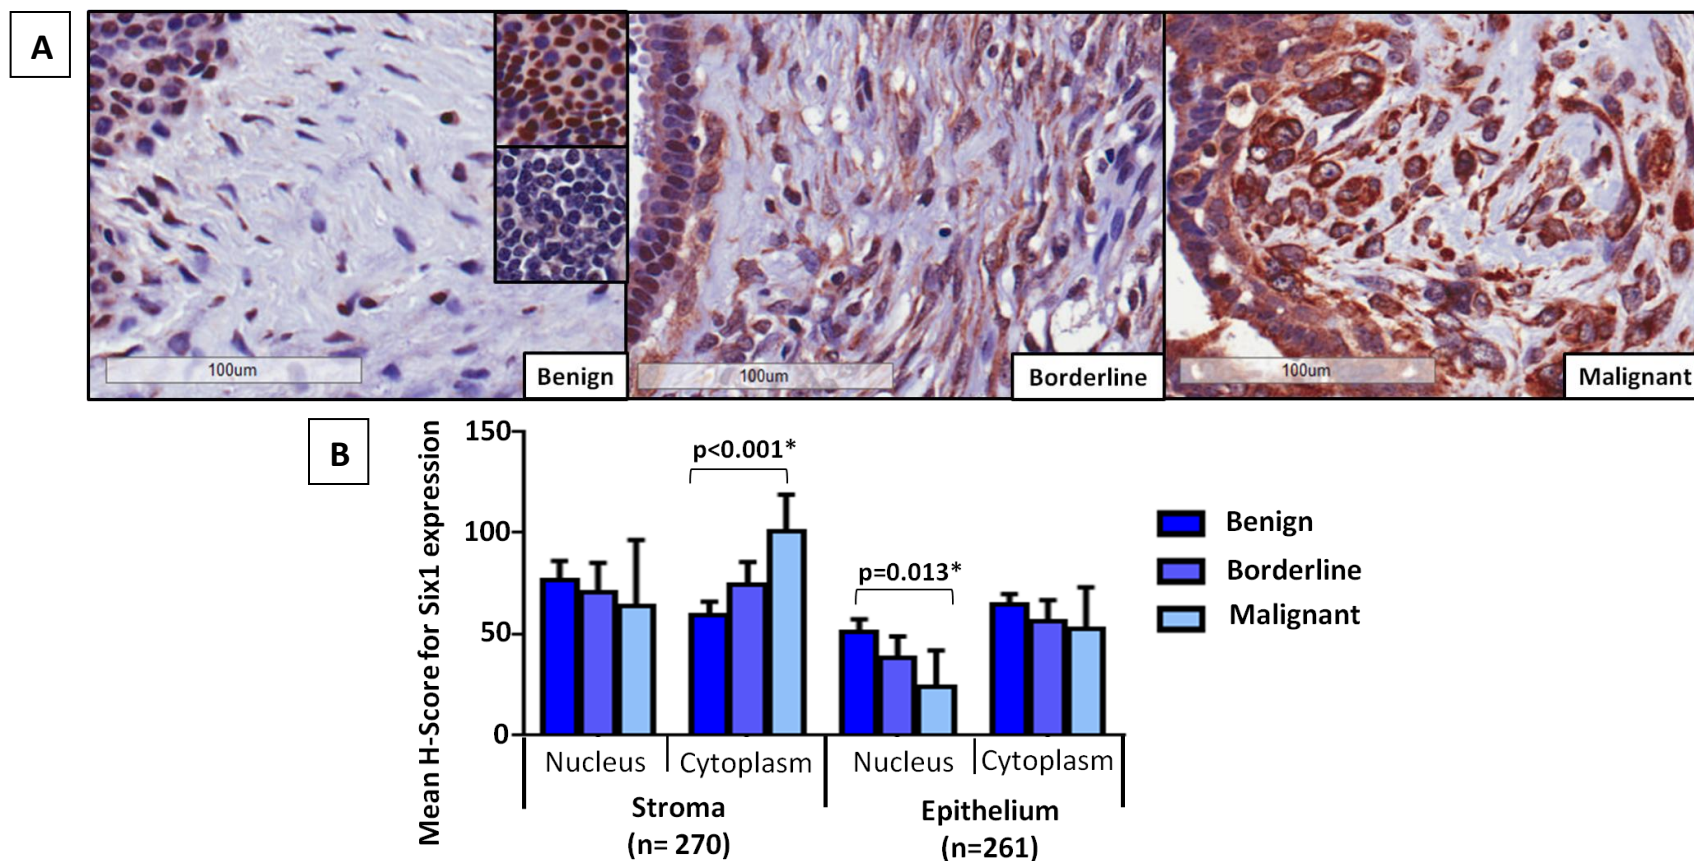 A
100um
Benign
100um
Borderline
100um
Malignant
B
Mean H-Score for Six1 expression
150
100
50
0
p<0.001*
p=0.013*
Benign
Borderline
Malignant
Nucleus
Cytoplasm
Nucleus
Cytoplasm
Stroma
(n= 270)
Epithelium
(n=261)